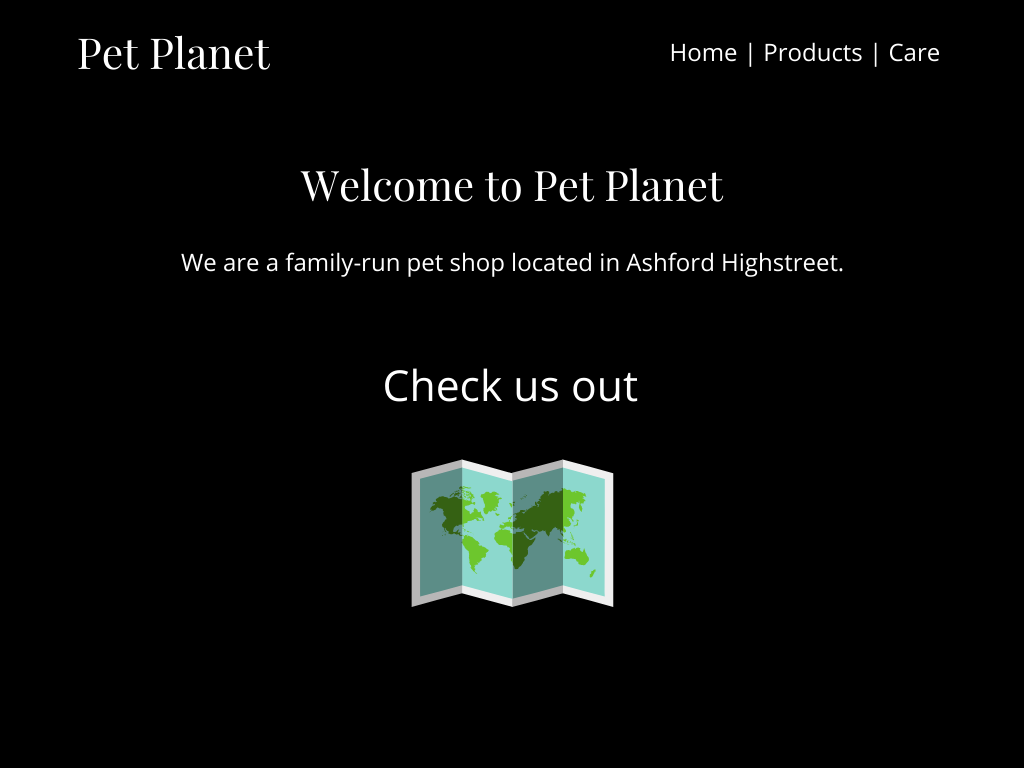 Pet Planet
Home | Products | Care
Welcome to Pet Planet
We are a family-run pet shop located in Ashford Highstreet.
Check us out